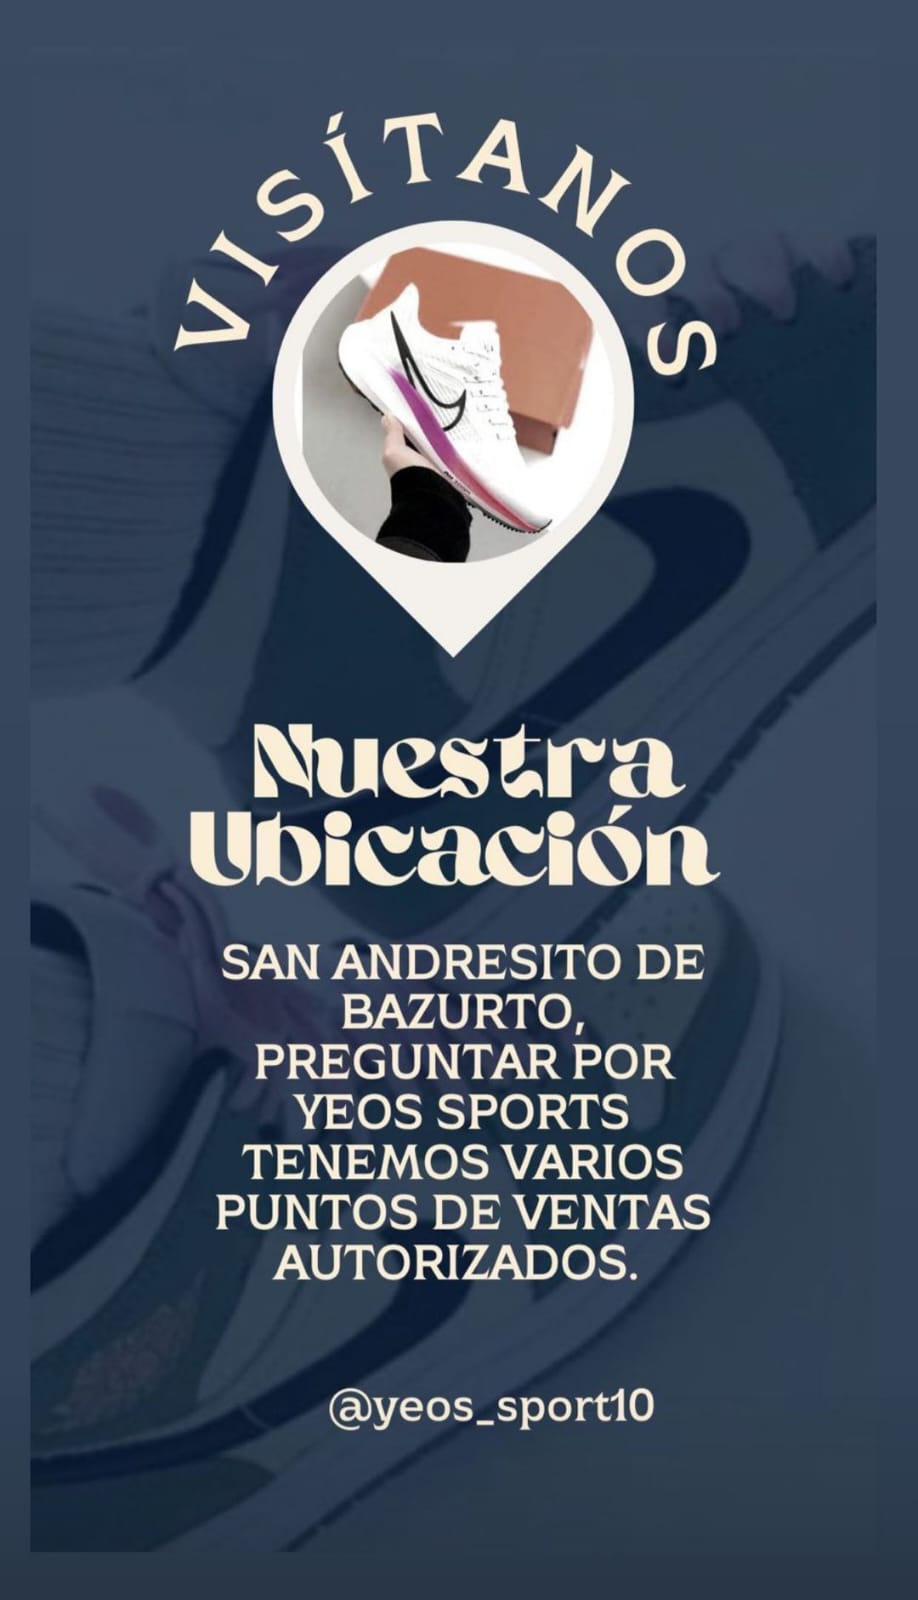 VISÍTANOS
Nuestra
Ubicación
SAN ANDRESITO DE
BAZURTO,
PREGUNTAR POR
YEOS SPORTS
TENEMOS VARIOS
PUNTOS DE VENTAS
AUTORIZADOS.
@yeos_sport10